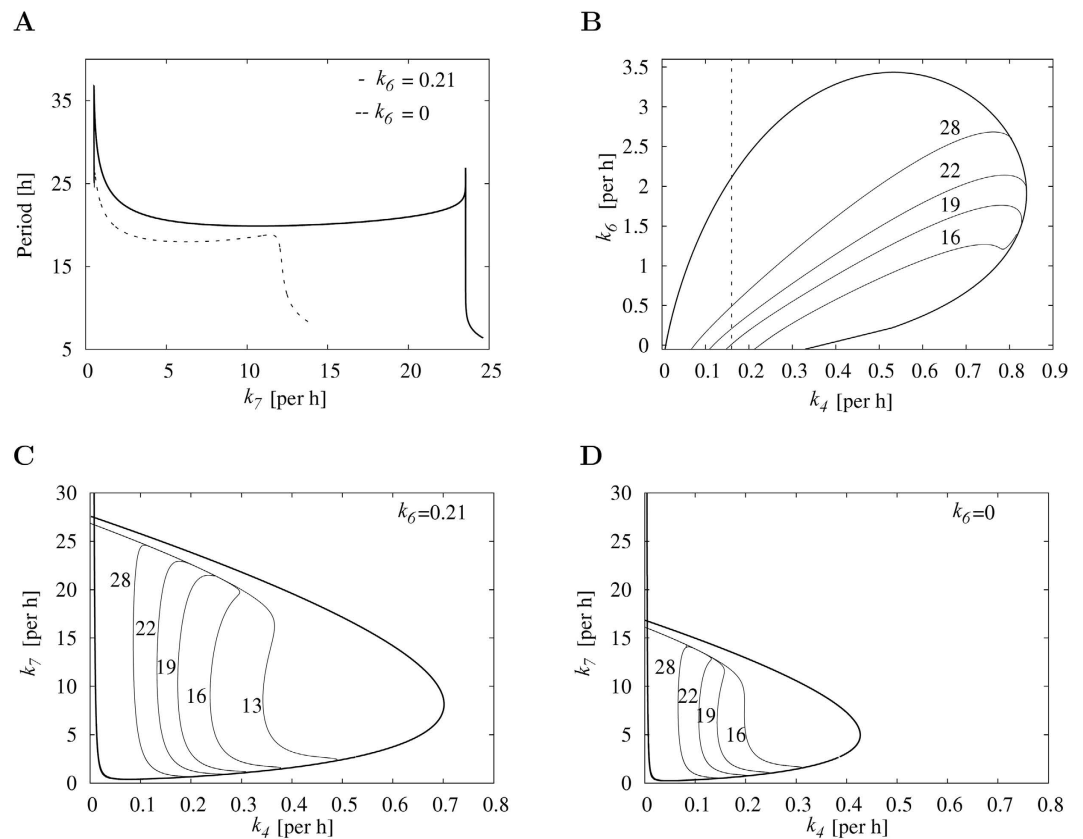 A
- k6 = 0.21
-- k6 = 0
Period [h]
35
25
15
5
0 5 10 15 20 25
k7 [per h]
B
k6 [per h]
3.5
3
2.5
2
1.5
1
0.5
0
28
22
19
16
0 0.1 0.2 0.3 0.4 0.5 0.6 0.7 0.8 0.9
k4 [per h]
C
k6=0.21
k7 [per h]
30
25
20
15
10
5
0
28
22
19
16
13
0 0.1 0.2 0.3 0.4 0.5 0.6 0.7 0.8
k4 [per h]
D
k6=0
k7 [per h]
30
25
20
15
10
5
0
28
22
19
16
0 0.1 0.2 0.3 0.4 0.5 0.6 0.7 0.8
k4 [per h]